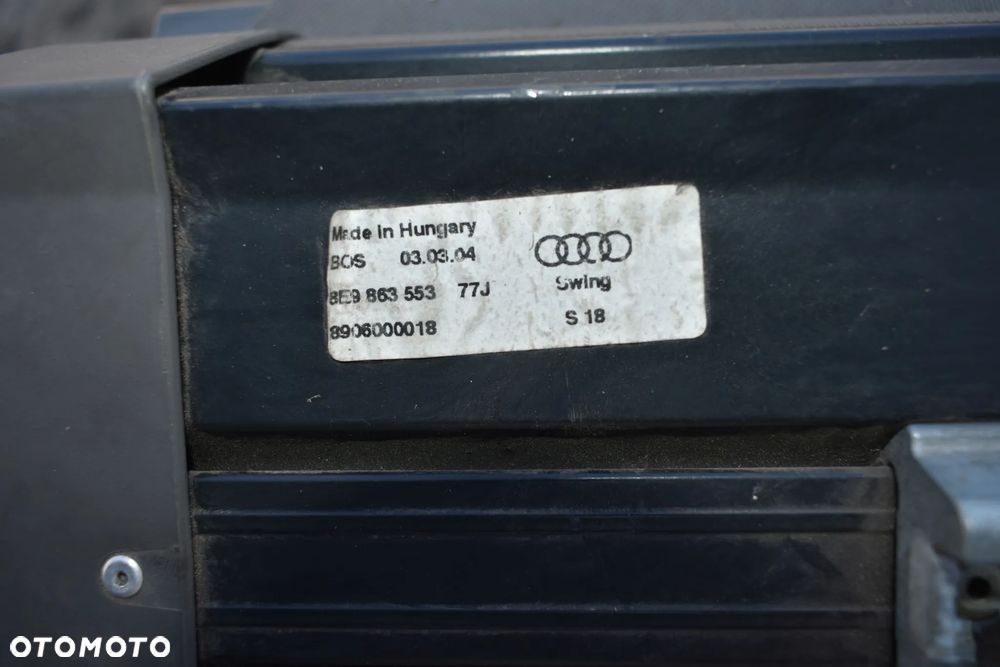 Made in Hungary
BOS 03.03.04
8E9 863 553 77J
8906000018
Swing
S 18
OTOMOTO